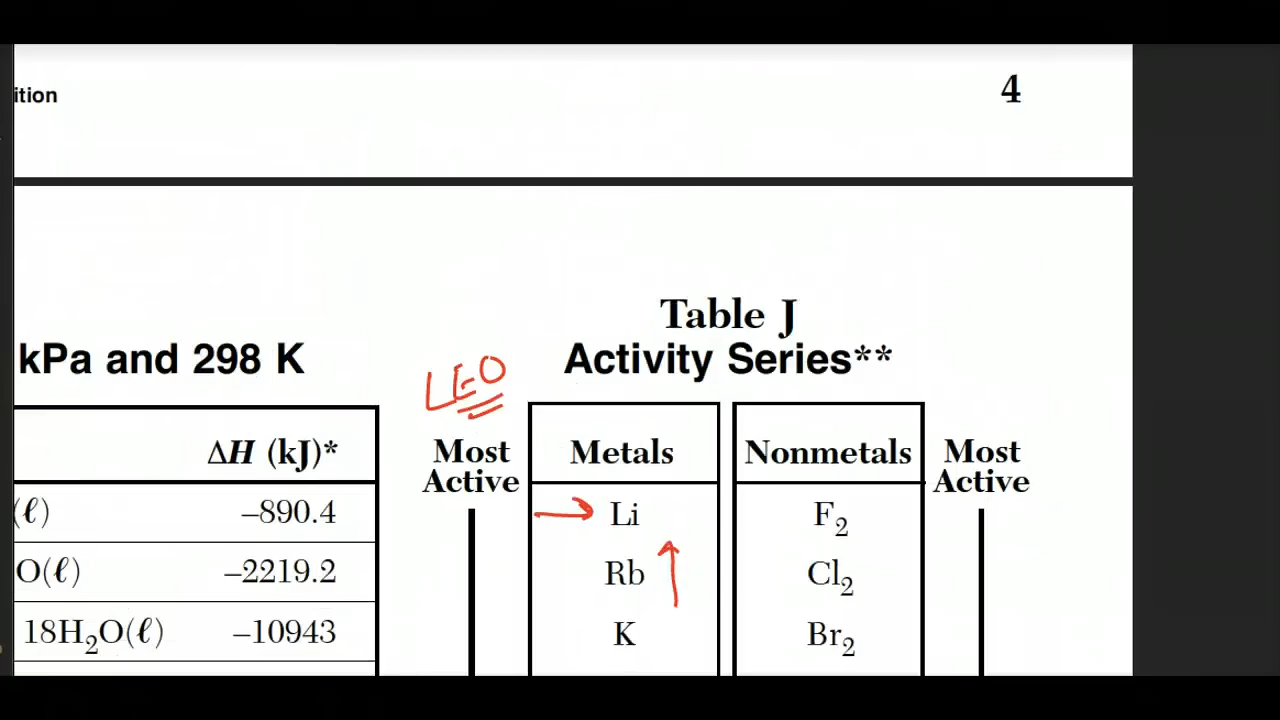 ition
4
Table J
Activity Series**
kPa and 298 K
LEO
ΔH (kJ)*
Most Active
Metals
Nonmetals
Most Active
(ℓ) –890.4
Li
F₂
O(ℓ) –2219.2
Rb
Cl₂
18H₂O(ℓ) –10943
K
Br₂